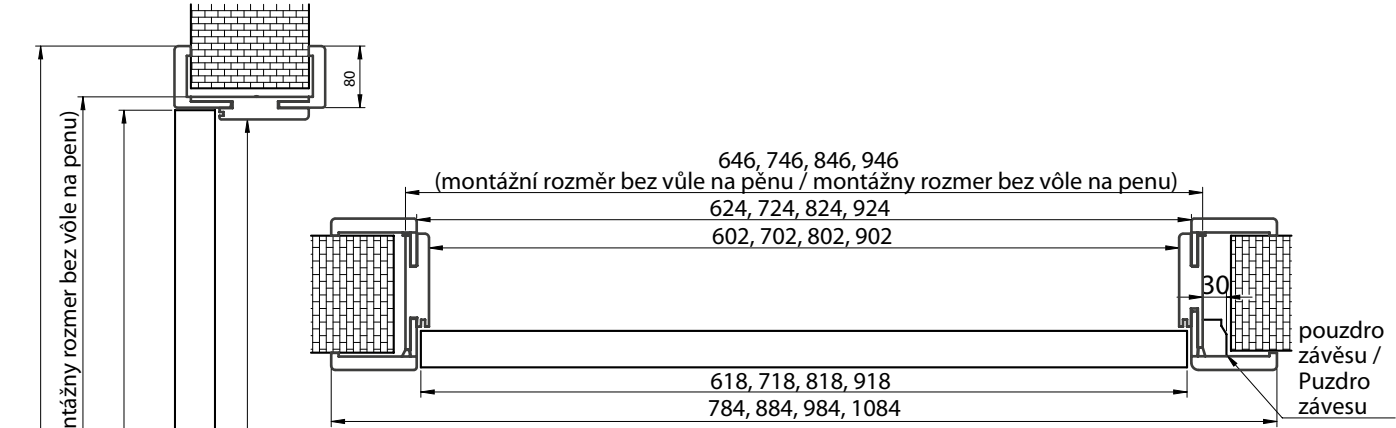 80
ntážny rozmer bez vôle na penu)
646, 746, 846, 946
(montážní rozměr bez vůle na pěnu / montážny rozmer bez vôle na penu)
624, 724, 824, 924
602, 702, 802, 902
30
pouzdro
závěsu /
Puzdro
závesu
618, 718, 818, 918
784, 884, 984, 1084